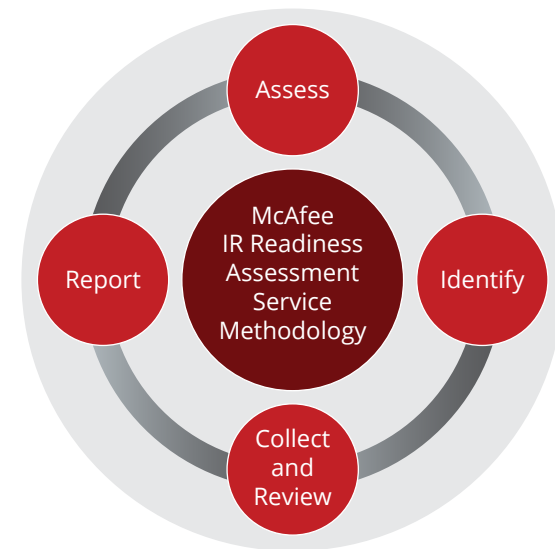 Assess
McAfee
IR Readiness
Assessment
Service
Methodology
Report
Identify
Collect
and
Review